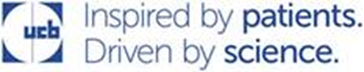 ucb
Inspired by patients.
Driven by science.